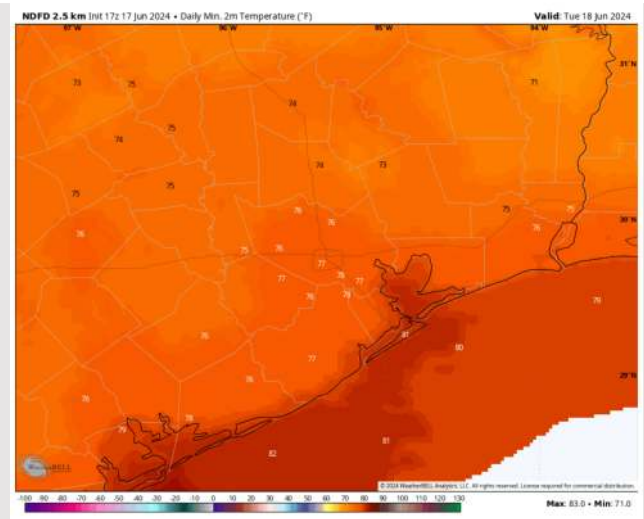 NDFD 2.5 km Init 17z 17 Jun 2024 • Daily Min. 2m Temperature (°F) Valid: Tue 18 Jun 2024
97°W 96°W 95°W 94°W
31°N
73 75 71
74
75
74
74 73
75
75
75 75
76
76 76
76 30°N
75 76
77
77 77
76
79
76
81
80
77
76 29°N
76
78
79
81
82
WeatherBELL
© 2024 WeatherBELL Analytics, LLC. All rights reserved. License required for commercial distribution.
-100 -90 -80 -70 -60 -50 -40 -30 -20 -10 0 10 20 30 40 50 60 70 80 90 100 110 120 130
Max: 83.0 • Min: 71.0